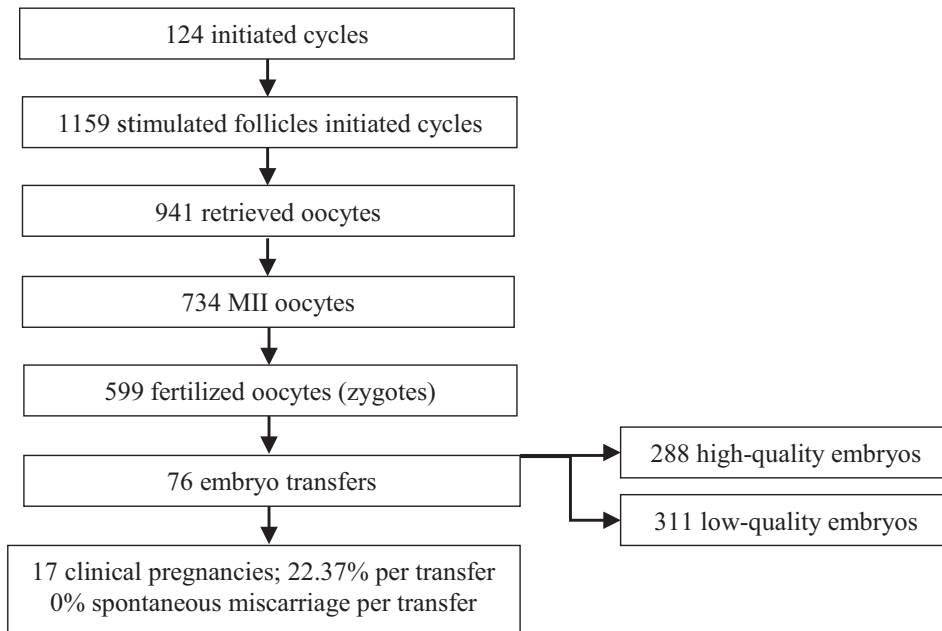 124 initiated cycles
1159 stimulated follicles initiated cycles
941 retrieved oocytes
734 MII oocytes
599 fertilized oocytes (zygotes)
76 embryo transfers
288 high-quality embryos
311 low-quality embryos
17 clinical pregnancies; 22.37% per transfer
0% spontaneous miscarriage per transfer